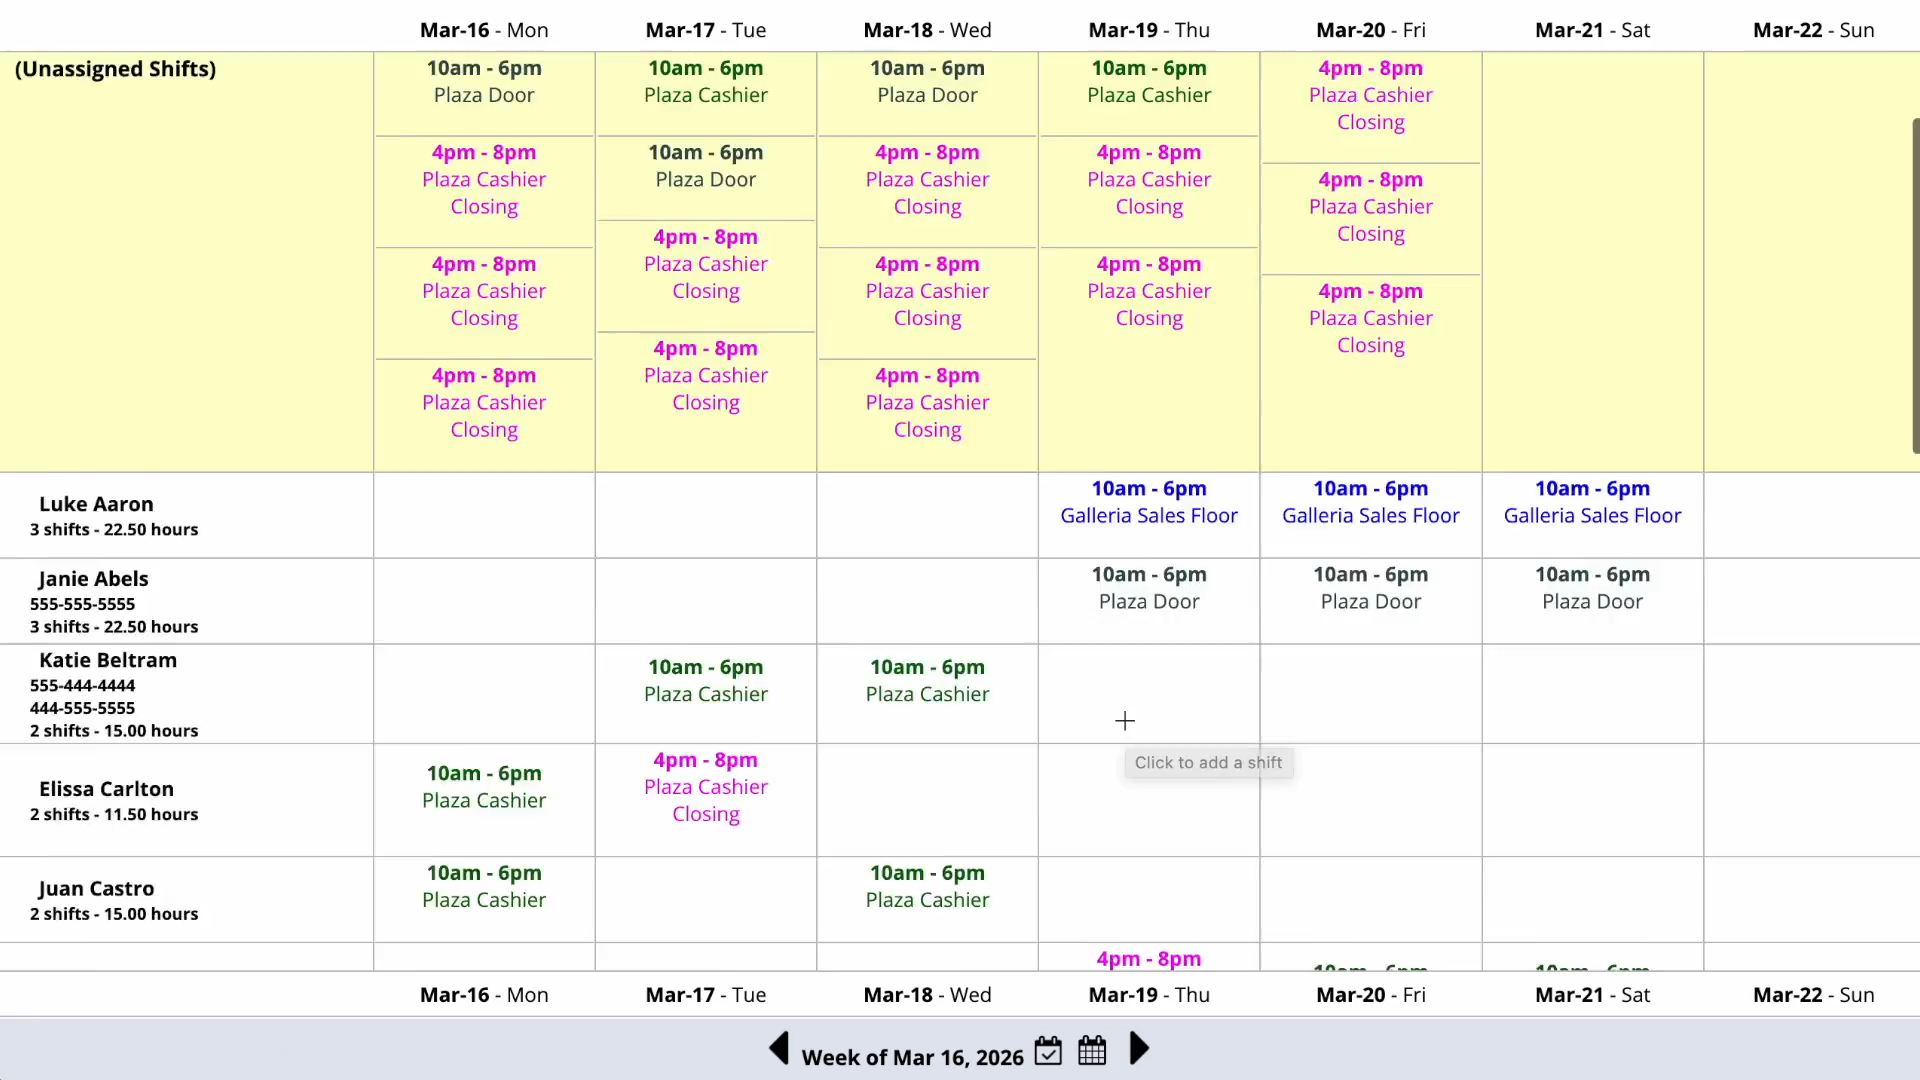 Mar-16 - Mon Mar-17 - Tue Mar-18 - Wed Mar-19 - Thu Mar-20 - Fri Mar-21 - Sat Mar-22 - Sun
(Unassigned Shifts)
10am - 6pm
Plaza Door
4pm - 8pm
Plaza Cashier
Closing
4pm - 8pm
Plaza Cashier
Closing
4pm - 8pm
Plaza Cashier
Closing
10am - 6pm
Plaza Cashier
10am - 6pm
Plaza Door
4pm - 8pm
Plaza Cashier
Closing
4pm - 8pm
Plaza Cashier
Closing
10am - 6pm
Plaza Door
4pm - 8pm
Plaza Cashier
Closing
4pm - 8pm
Plaza Cashier
Closing
4pm - 8pm
Plaza Cashier
Closing
10am - 6pm
Plaza Cashier
4pm - 8pm
Plaza Cashier
Closing
4pm - 8pm
Plaza Cashier
Closing
4pm - 8pm
Plaza Cashier
Closing
4pm - 8pm
Plaza Cashier
Closing
4pm - 8pm
Plaza Cashier
Closing
Luke Aaron
3 shifts - 22.50 hours
10am - 6pm
Galleria Sales Floor
10am - 6pm
Galleria Sales Floor
10am - 6pm
Galleria Sales Floor
Janie Abels
555-555-5555
3 shifts - 22.50 hours
10am - 6pm
Plaza Door
10am - 6pm
Plaza Door
10am - 6pm
Plaza Door
Katie Beltram
555-444-4444
444-555-5555
2 shifts - 15.00 hours
10am - 6pm
Plaza Cashier
10am - 6pm
Plaza Cashier
Click to add a shift
Elissa Carlton
2 shifts - 11.50 hours
10am - 6pm
Plaza Cashier
4pm - 8pm
Plaza Cashier
Closing
Juan Castro
2 shifts - 15.00 hours
10am - 6pm
Plaza Cashier
10am - 6pm
Plaza Cashier
4pm - 8pm
10am - 6pm
10am - 6pm
Mar-16 - Mon Mar-17 - Tue Mar-18 - Wed Mar-19 - Thu Mar-20 - Fri Mar-21 - Sat Mar-22 - Sun
Week of Mar 16, 2026